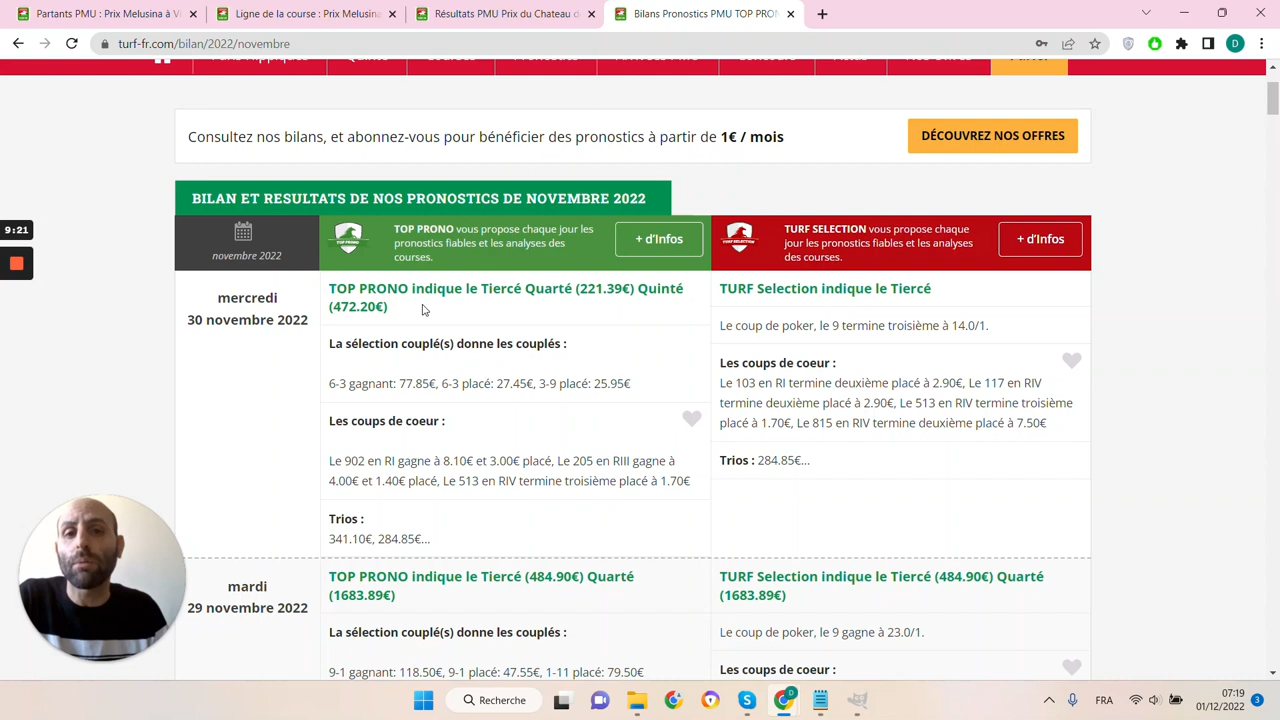 Partants PMU : Prix Melusina à V
Ligne de la course : Prix Melusina
Résultats PMU Prix du Chateau d
Bilans Pronostics PMU TOP PRON
turf-fr.com/bilan/2022/novembre
D
Consultez nos bilans, et abonnez-vous pour bénéficier des pronostics à partir de 1€ / mois
DÉCOUVREZ NOS OFFRES
BILAN ET RESULTATS DE NOS PRONOSTICS DE NOVEMBRE 2022
novembre 2022
TOP PRONO
TOP PRONO vous propose chaque jour les
pronostics fiables et les analyses des
courses.
+ d'Infos
TURF SELECTION
TURF SELECTION vous propose chaque
jour les pronostics fiables et les analyses
des courses.
+ d'Infos
9:21
mercredi
30 novembre 2022
TOP PRONO indique le Tiercé Quarté (221.39€) Quinté
(472.20€)
La sélection couplé(s) donne les couplés :
6-3 gagnant: 77.85€, 6-3 placé: 27.45€, 3-9 placé: 25.95€
Les coups de coeur :
Le 902 en RI gagne à 8.10€ et 3.00€ placé, Le 205 en RIII gagne à
4.00€ et 1.40€ placé, Le 513 en RIV termine troisième placé à 1.70€
Trios :
341.10€, 284.85€...
TURF Selection indique le Tiercé
Le coup de poker, le 9 termine troisième à 14.0/1.
Les coups de coeur :
Le 103 en RI termine deuxième placé à 2.90€, Le 117 en RIV
termine deuxième placé à 2.90€, Le 513 en RIV termine troisième
placé à 1.70€, Le 815 en RIV termine deuxième placé à 7.50€
Trios : 284.85€...
mardi
29 novembre 2022
TOP PRONO indique le Tiercé (484.90€) Quarté
(1683.89€)
La sélection couplé(s) donne les couplés :
9-1 gagnant: 118.50€, 9-1 placé: 47.55€, 1-11 placé: 79.50€
TURF Selection indique le Tiercé (484.90€) Quarté
(1683.89€)
Le coup de poker, le 9 gagne à 23.0/1.
Les coups de coeur :
Recherche
FRA
07:19
01/12/2022
3